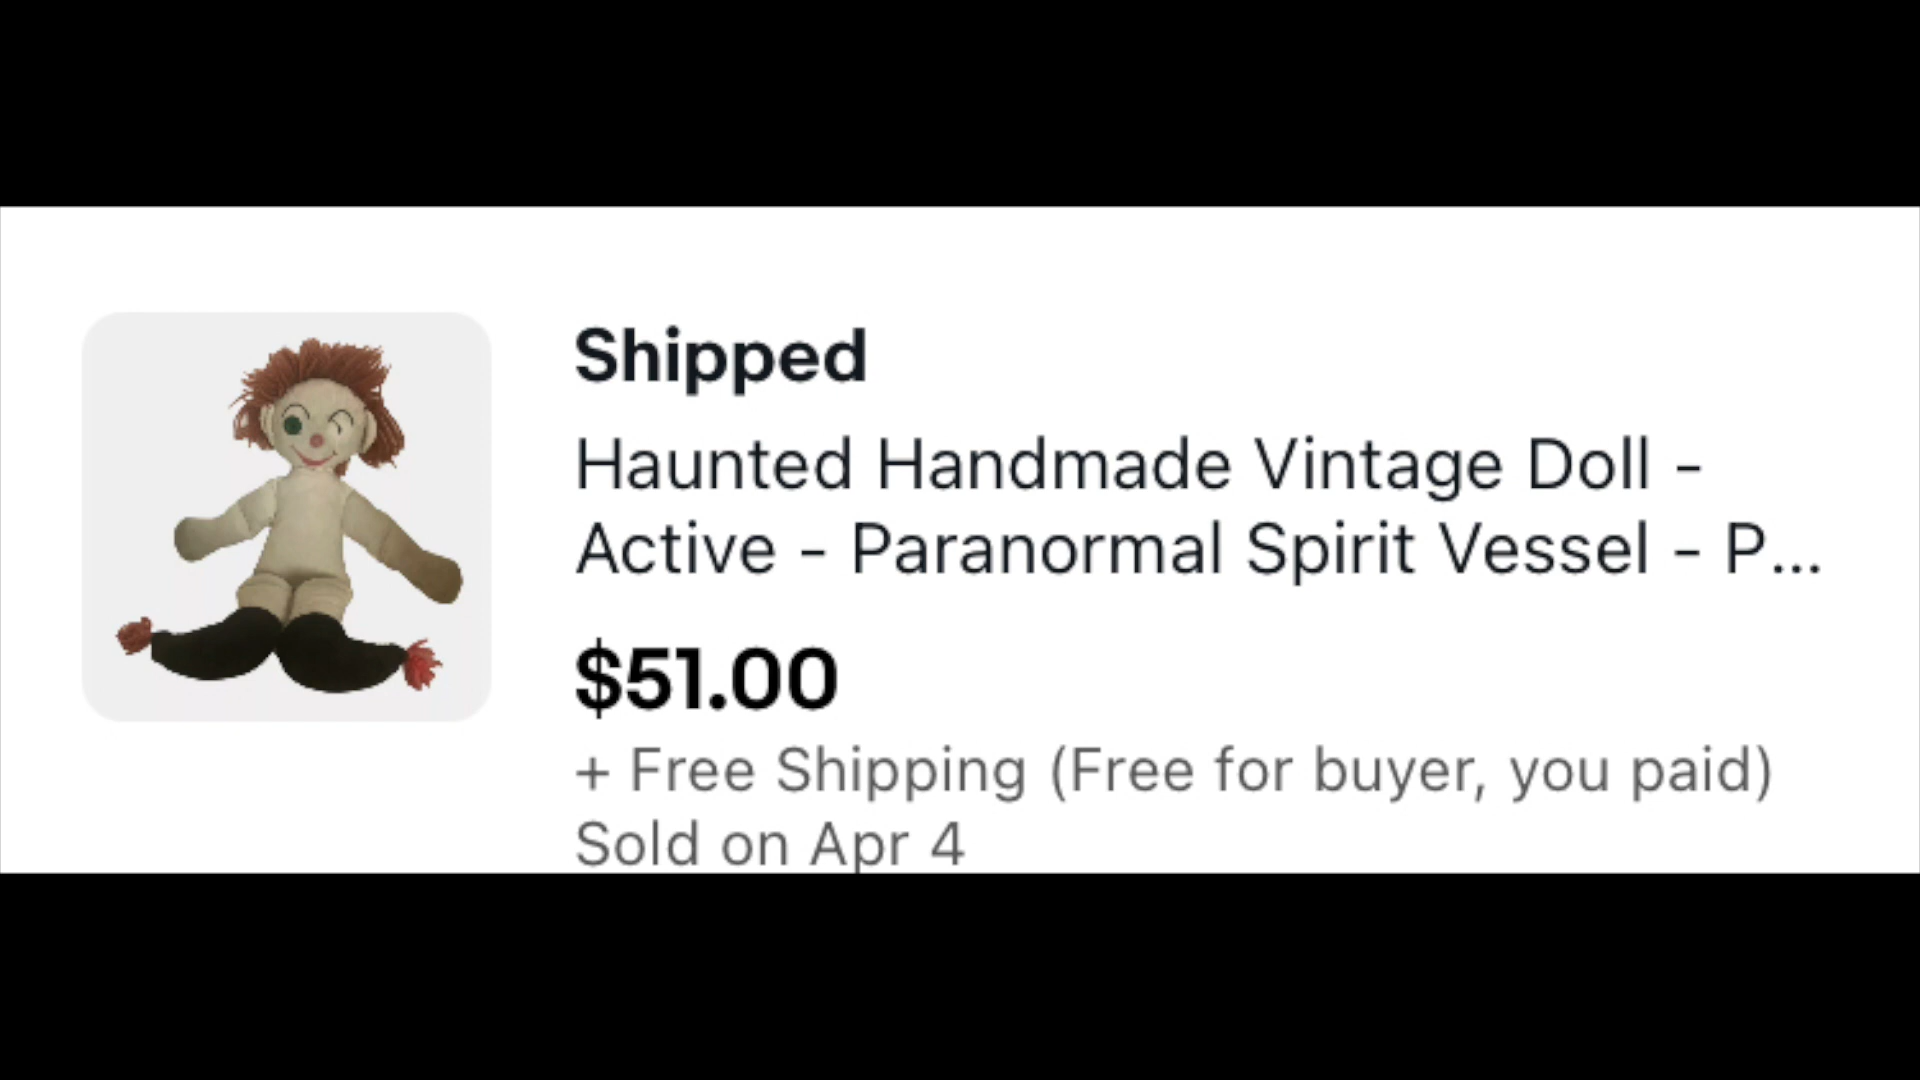 Shipped
Haunted Handmade Vintage Doll -
Active - Paranormal Spirit Vessel - P...
$51.00
+ Free Shipping (Free for buyer, you paid)
Sold on Apr 4